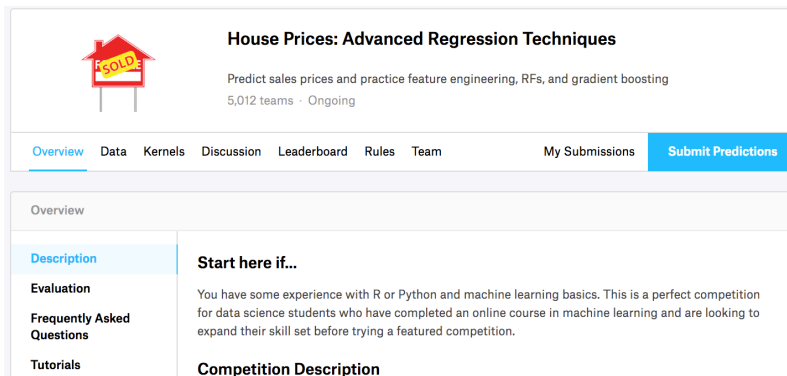 House Prices: Advanced Regression Techniques
SOLD
Predict sales prices and practice feature engineering, RFs, and gradient boosting
5,012 teams · Ongoing
Overview Data Kernels Discussion Leaderboard Rules Team My Submissions Submit Predictions
Overview
Description
Evaluation
Frequently Asked
Questions
Tutorials
Start here if...
You have some experience with R or Python and machine learning basics. This is a perfect competition
for data science students who have completed an online course in machine learning and are looking to
expand their skill set before trying a featured competition.
Competition Description